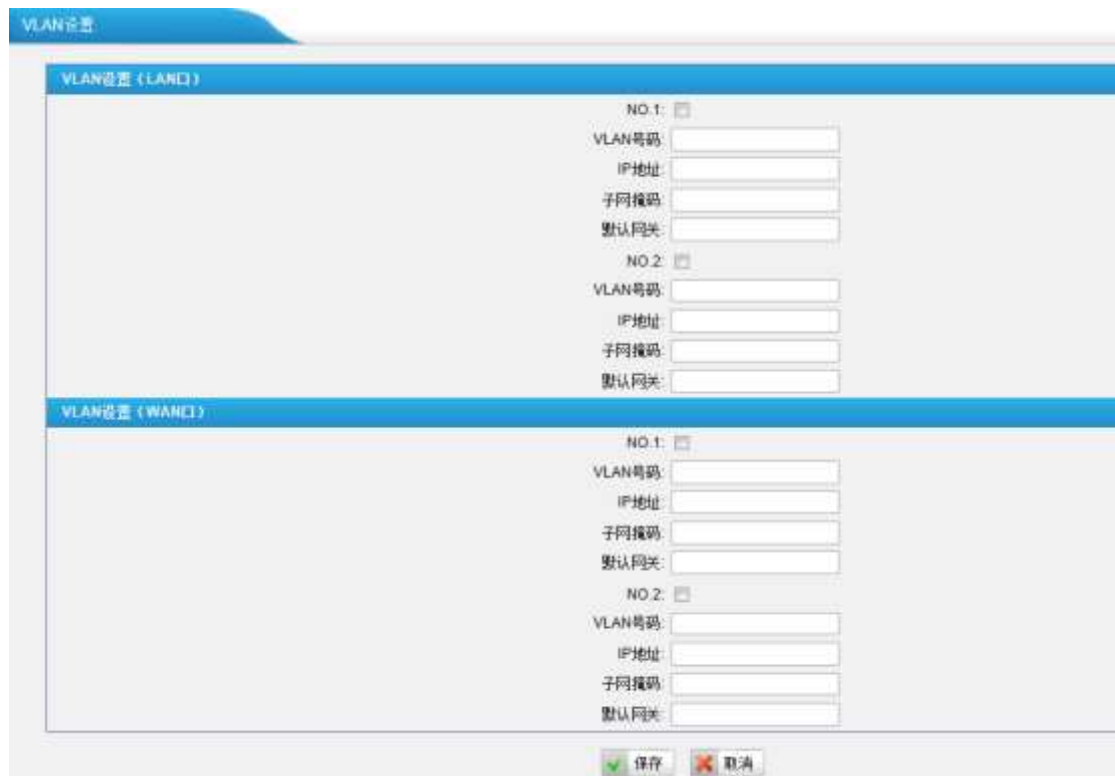 VLAN设置
VLAN设置（LAN口）
NO.1:
VLAN号码:
IP地址:
子网掩码:
默认网关:
NO.2:
VLAN号码:
IP地址:
子网掩码:
默认网关:
VLAN设置（WAN口）
NO.1:
VLAN号码:
IP地址:
子网掩码:
默认网关:
NO.2:
VLAN号码:
IP地址:
子网掩码:
默认网关:
保存 取消